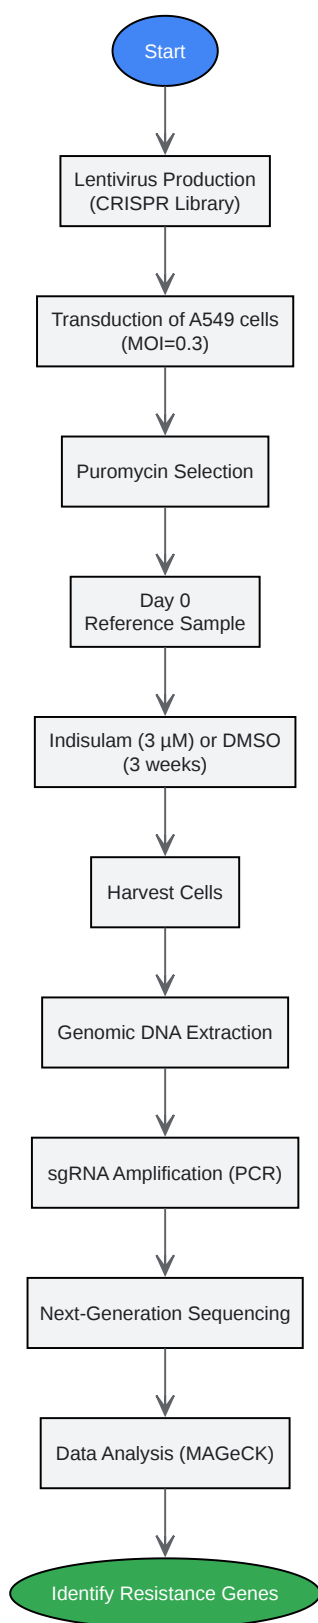 Start
Lentivirus Production
(CRISPR Library)
Transduction of A549 cells
(MOI=0.3)
Puromycin Selection
Day 0
Reference Sample
Indisulam (3 µM) or DMSO
(3 weeks)
Harvest Cells
Genomic DNA Extraction
sgRNA Amplification (PCR)
Next-Generation Sequencing
Data Analysis (MAGeCK)
Identify Resistance Genes